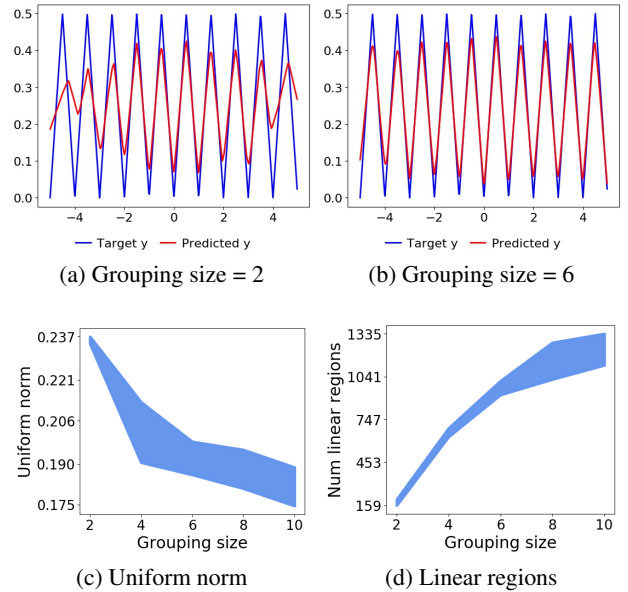 0.5
0.4
0.3
0.2
0.1
0.0
−4 −2 0 2 4
Target y Predicted y
(a) Grouping size = 2
0.5
0.4
0.3
0.2
0.1
0.0
−4 −2 0 2 4
Target y Predicted y
(b) Grouping size = 6
Uniform norm
0.237
0.221
0.206
0.190
0.175
2 4 6 8 10
Grouping size
(c) Uniform norm
Num linear regions
1335
1041
747
453
159
2 4 6 8 10
Grouping size
(d) Linear regions